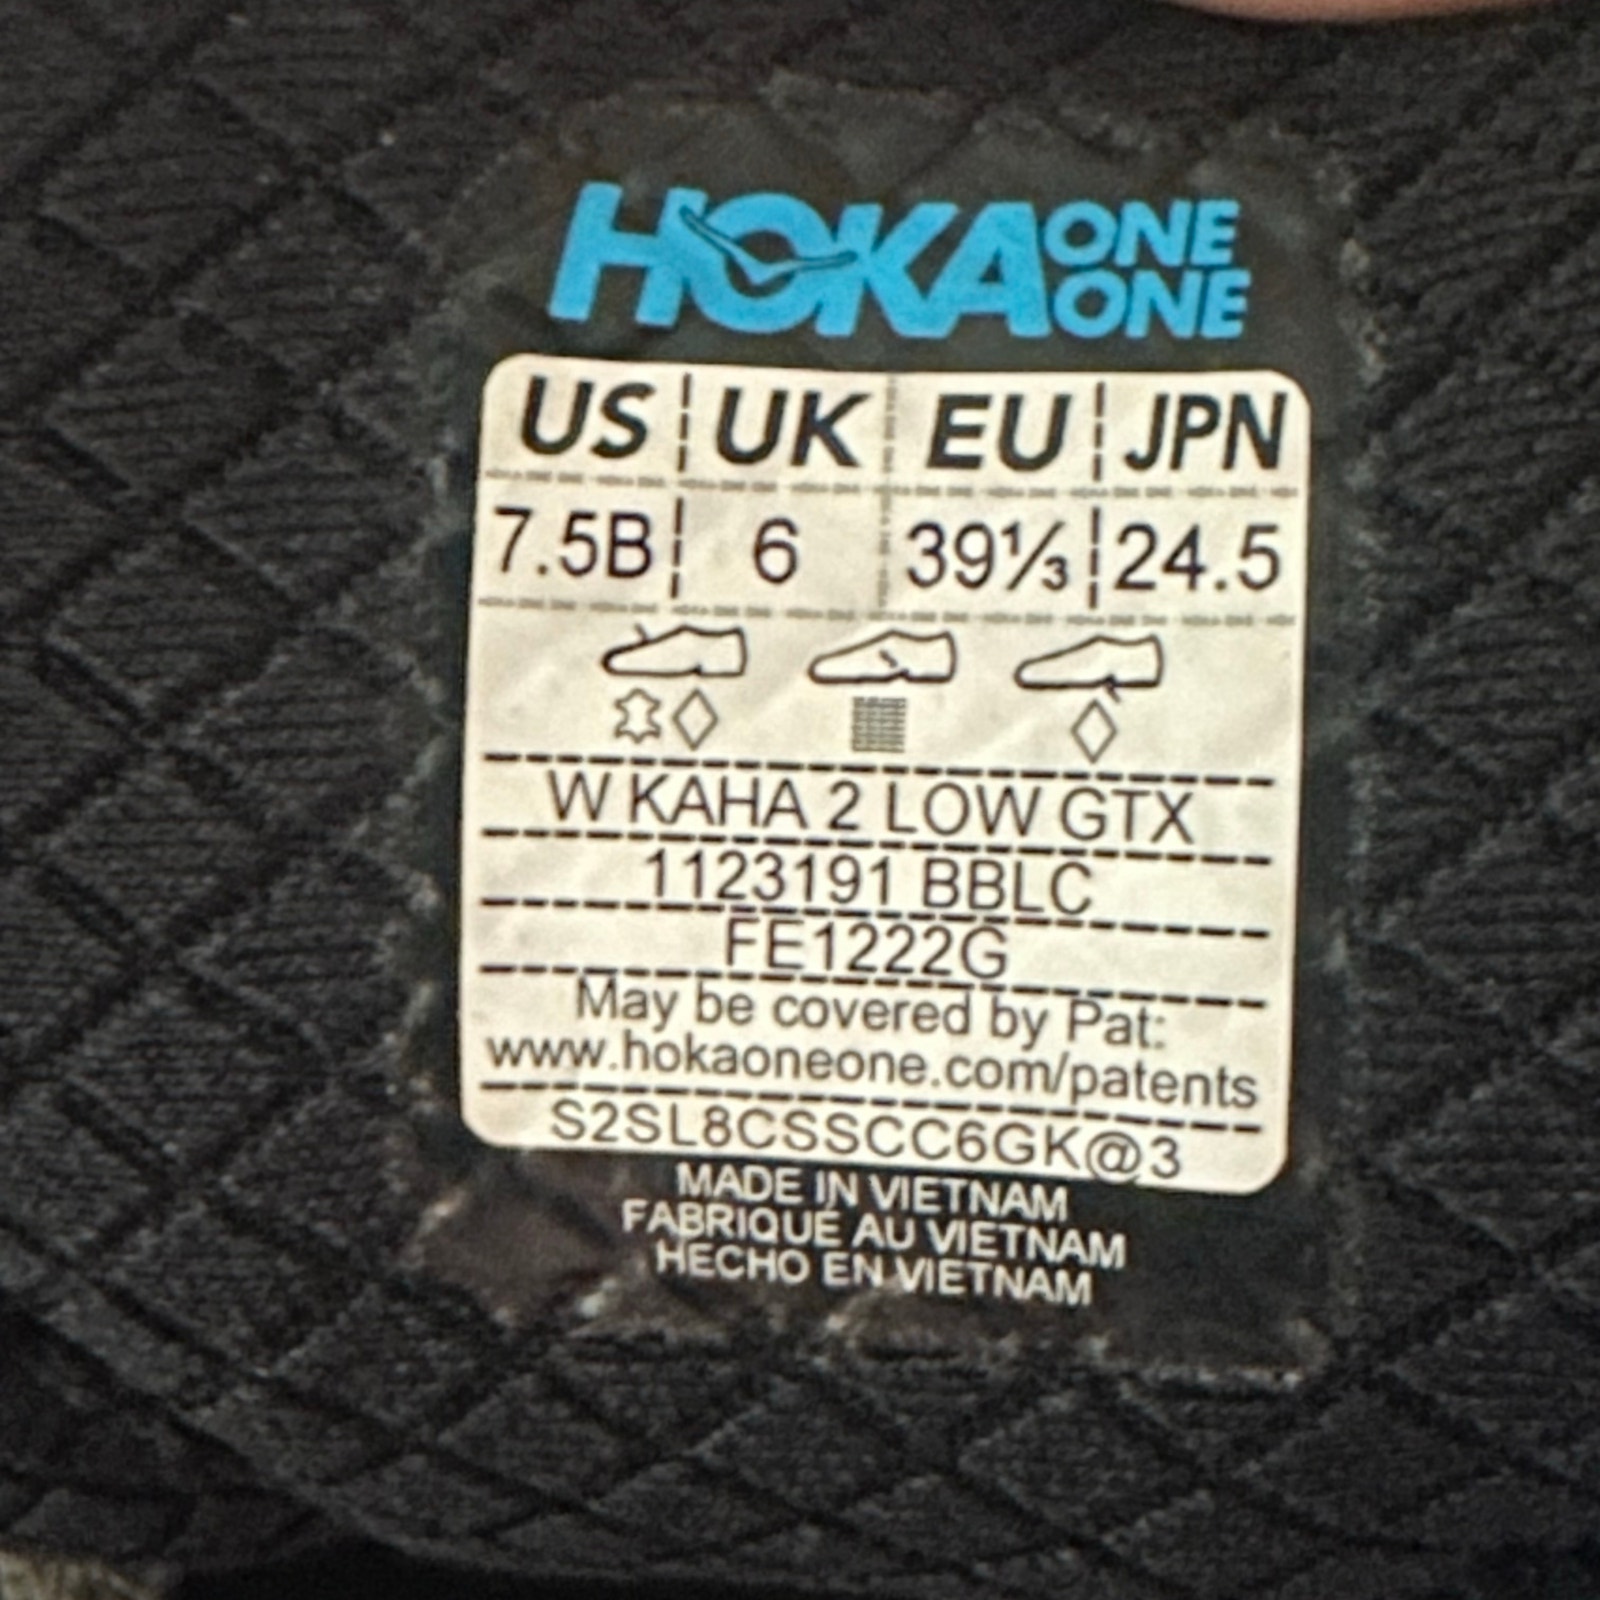 HOKA ONE ONE
US UK EU JPN
7.5B 6 39⅓ 24.5
W KAHA 2 LOW GTX
1123191 BBLC
FE1222G
May be covered by Pat:
www.hokaoneone.com/patents
S2SL8CSSCC6GK@3
MADE IN VIETNAM
FABRIQUÉ AU VIETNAM
HECHO EN VIETNAM